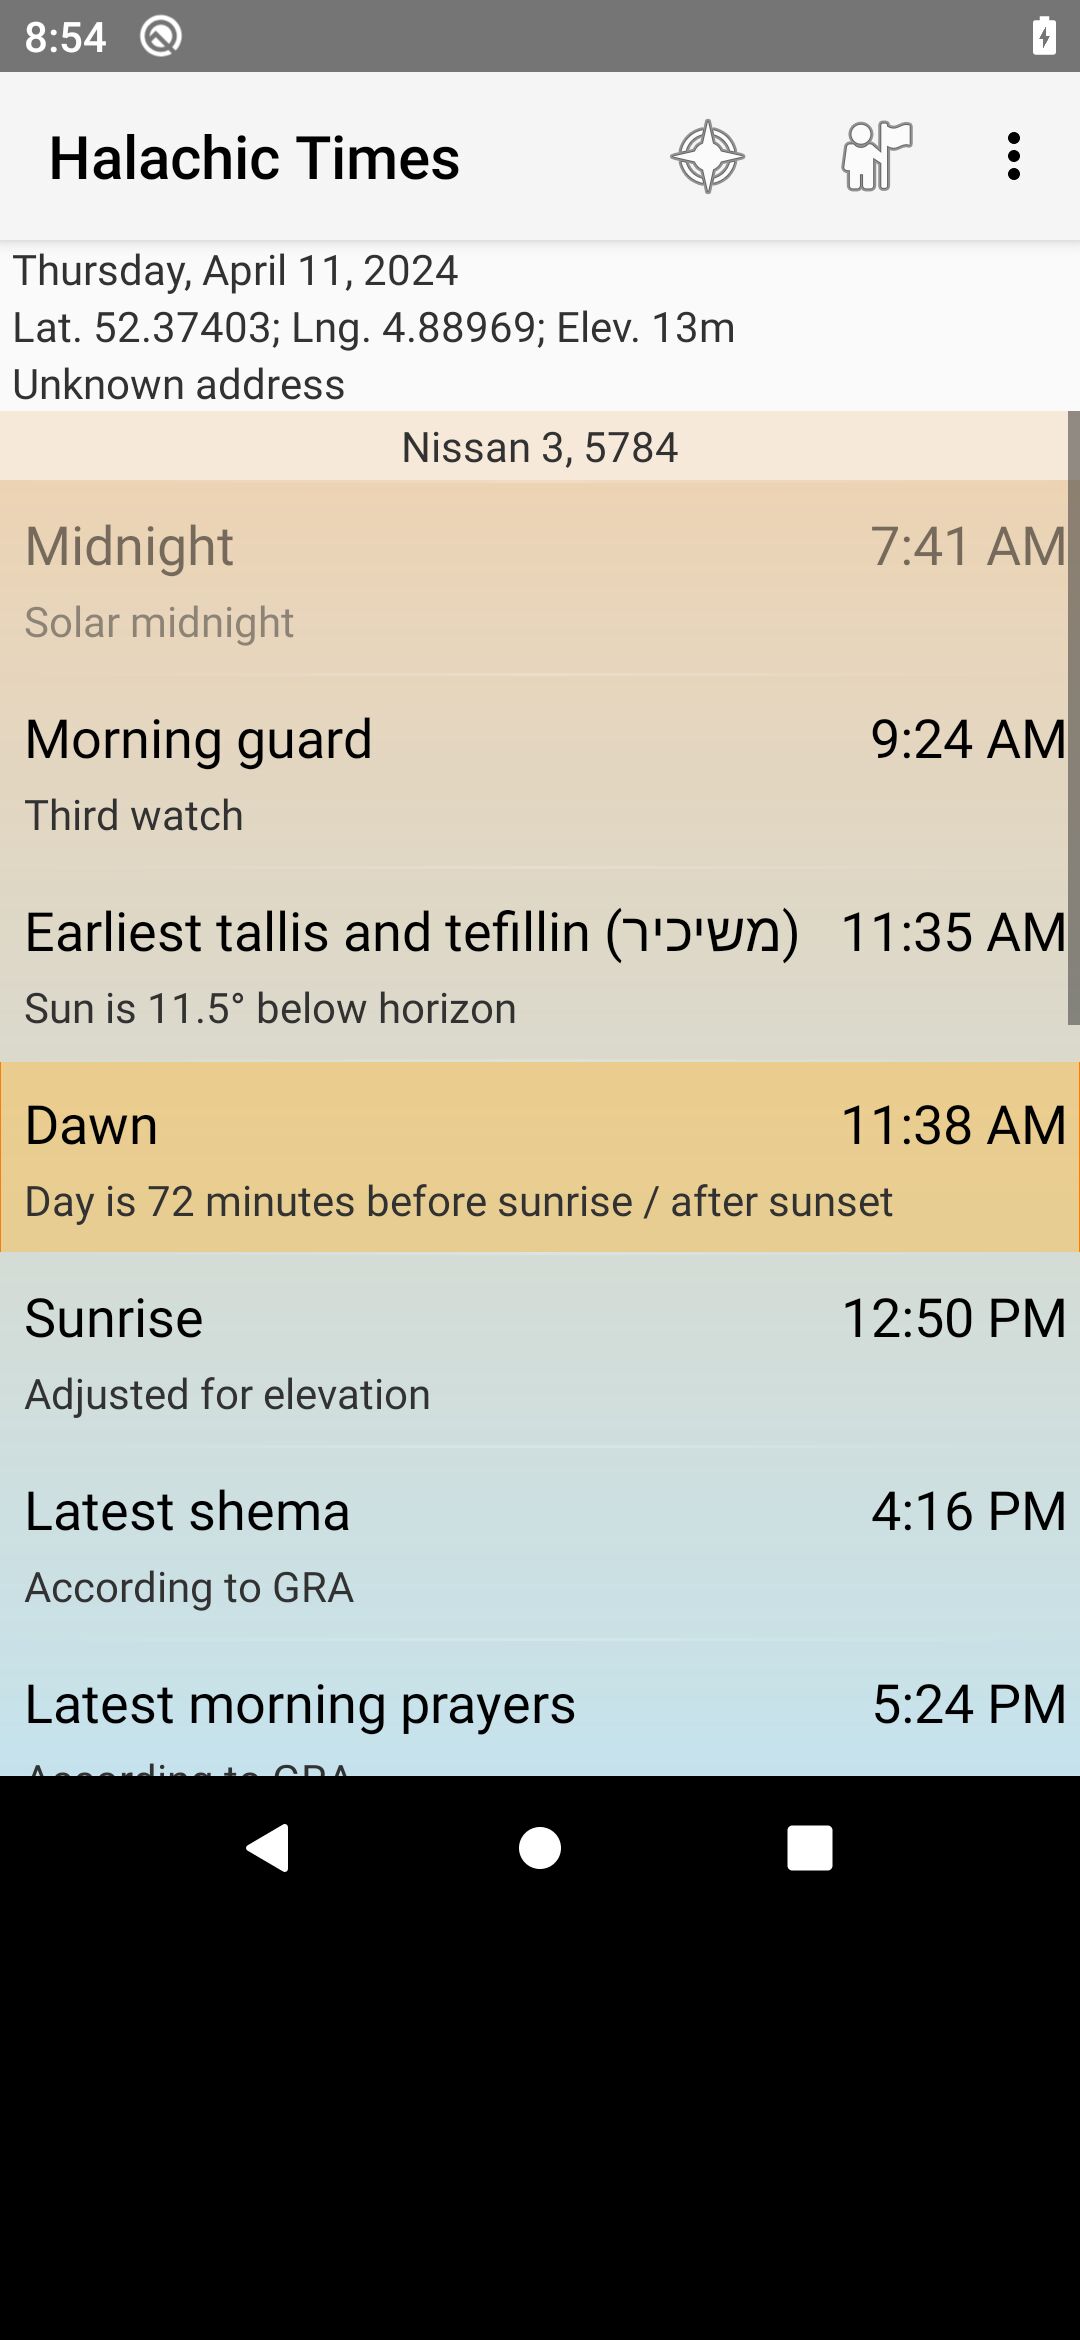 8:54
Halachic Times
Thursday, April 11, 2024
Lat. 52.37403; Lng. 4.88969; Elev. 13m
Unknown address
Nissan 3, 5784
Midnight 7:41 AM
Solar midnight
Morning guard 9:24 AM
Third watch
Earliest tallis and tefillin (משיכיר) 11:35 AM
Sun is 11.5° below horizon
Dawn 11:38 AM
Day is 72 minutes before sunrise / after sunset
Sunrise 12:50 PM
Adjusted for elevation
Latest shema 4:16 PM
According to GRA
Latest morning prayers 5:24 PM
According to GRA